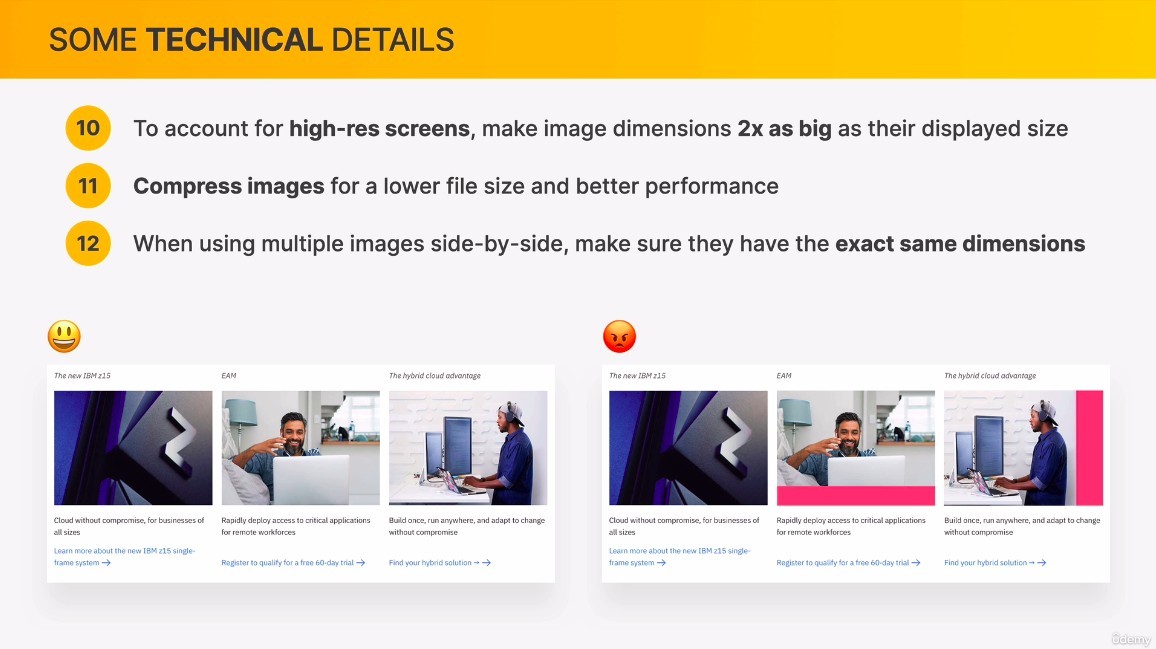 SOME TECHNICAL DETAILS
10 To account for high-res screens, make image dimensions 2x as big as their displayed size
11 Compress images for a lower file size and better performance
12 When using multiple images side-by-side, make sure they have the exact same dimensions
The new IBM z15
Cloud without compromise, for businesses of
all sizes
Learn more about the new IBM z15 single-
frame system →
EAM
Rapidly deploy access to critical applications
for remote workforces
Register to qualify for a free 60-day trial →
The hybrid cloud advantage
Build once, run anywhere, and adapt to change
without compromise
Find your hybrid solution → →
The new IBM z15
Cloud without compromise, for businesses of
all sizes
Learn more about the new IBM z15 single-
frame system →
EAM
Rapidly deploy access to critical applications
for remote workforces
Register to qualify for a free 60-day trial →
The hybrid cloud advantage
Build once, run anywhere, and adapt to change
without compromise
Find your hybrid solution → →
ûdemy